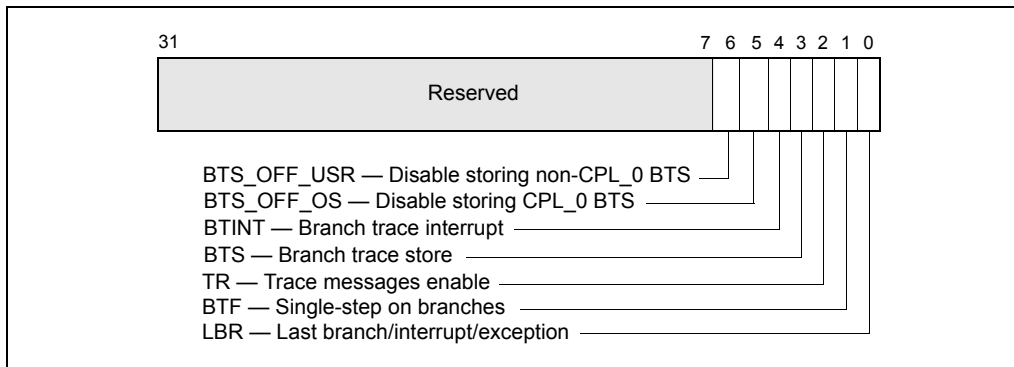 31 7 6 5 4 3 2 1 0
Reserved
BTS_OFF_USR — Disable storing non-CPL_0 BTS
BTS_OFF_OS — Disable storing CPL_0 BTS
BTINT — Branch trace interrupt
BTS — Branch trace store
TR — Trace messages enable
BTF — Single-step on branches
LBR — Last branch/interrupt/exception